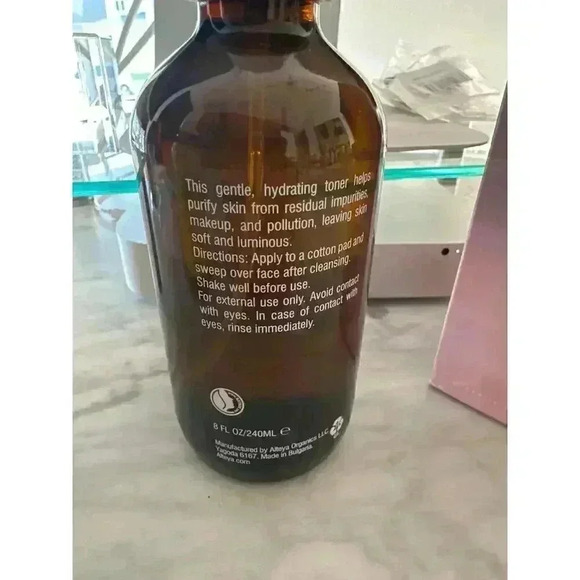 This gentle, hydrating toner helps
purify skin from residual impurities,
makeup, and pollution, leaving skin
soft and luminous.
Directions: Apply to a cotton pad and
sweep over face after cleansing.
Shake well before use.
For external use only. Avoid contact
with eyes. In case of contact with
eyes, rinse immediately.
8 FL OZ/240ML ℮
Manufactured by Alteya Organics LLC,
Yagoda 6167. Made in Bulgaria.
Alteya.com